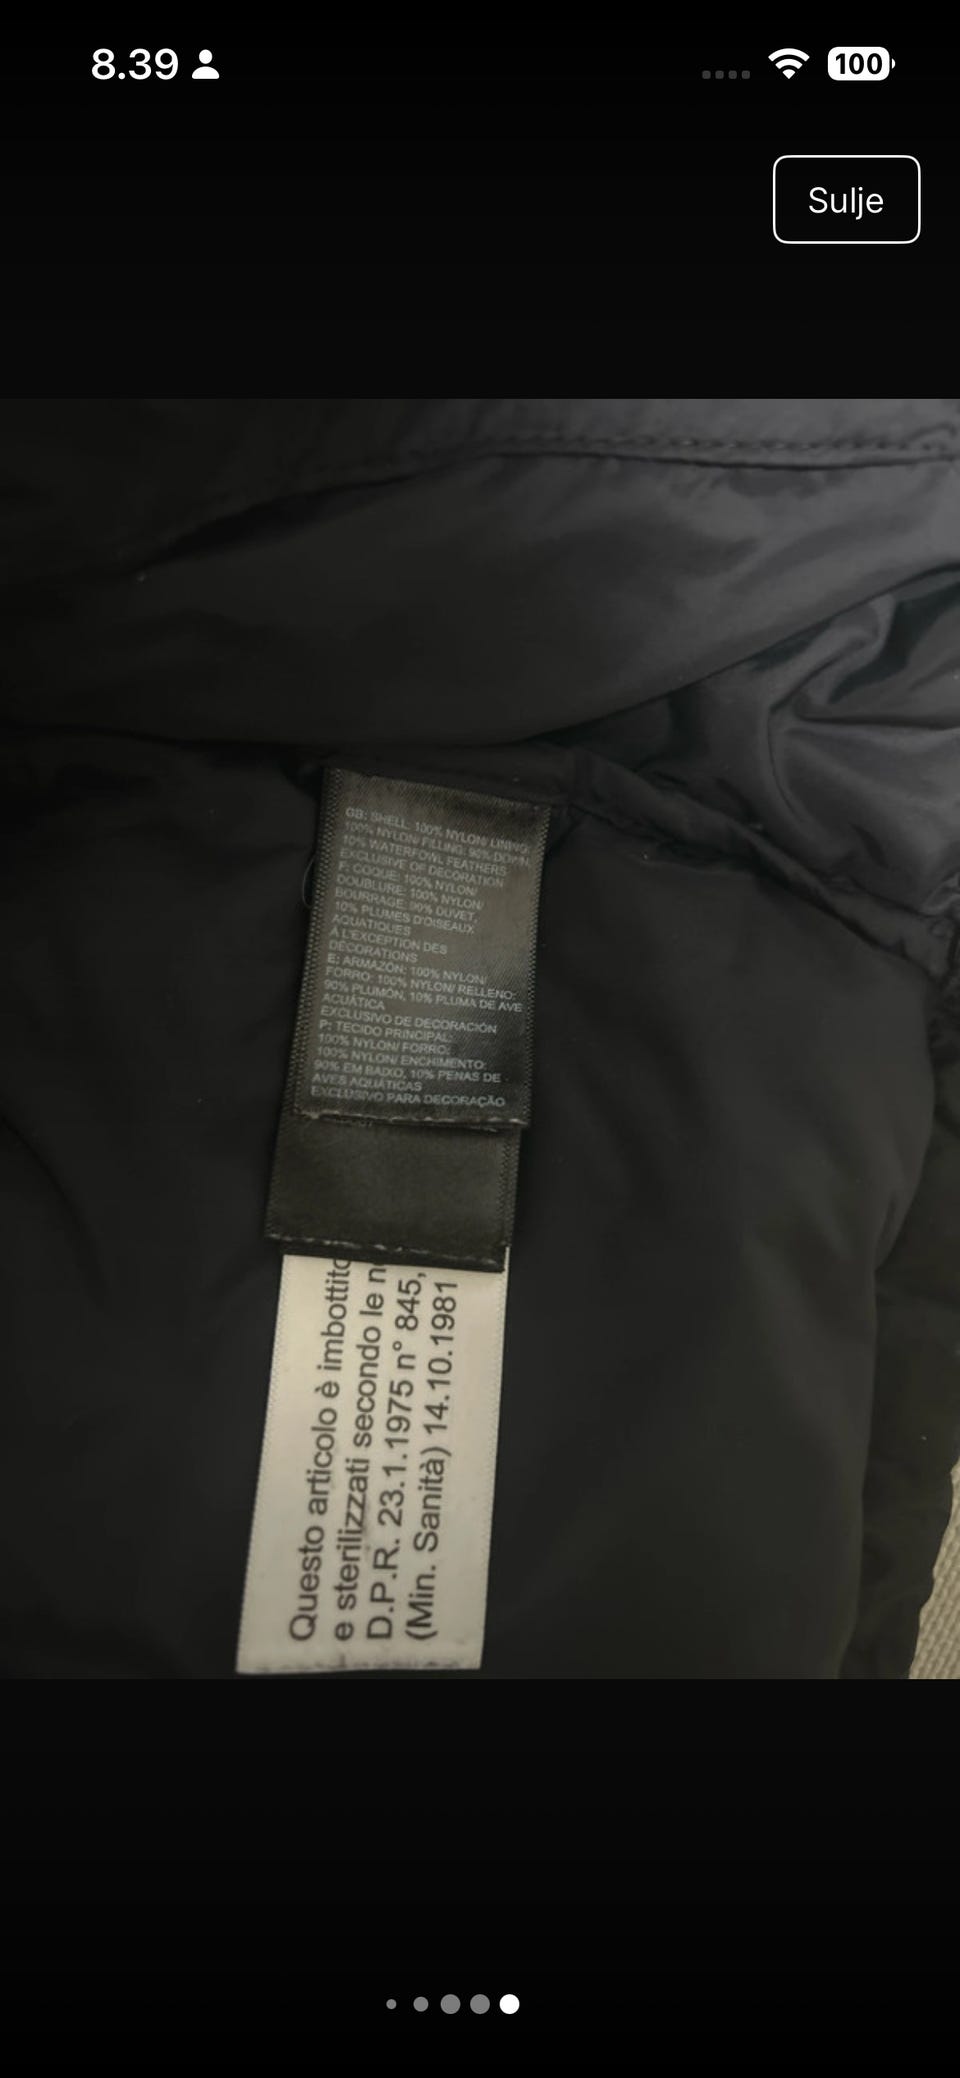 8.39
100
Sulje
GB: SHELL: 100% NYLON/ LINING:
100% NYLON/ FILLING: 90% DOWN,
10% WATERFOWL FEATHERS
EXCLUSIVE OF DECORATION
F: COQUE: 100% NYLON/
DOUBLURE: 100% NYLON/
BOURRAGE: 90% DUVET,
10% PLUMES D'OISEAUX
AQUATIQUES
À L'EXCEPTION DES
DÉCORATIONS
E: ARMAZÓN: 100% NYLON/
FORRO: 100% NYLON/ RELLENO:
90% PLUMÓN, 10% PLUMA DE AVE
ACUÁTICA
EXCLUSIVO DE DECORACIÓN
P: TECIDO PRINCIPAL:
100% NYLON/ FORRO:
100% NYLON/ ENCHIMENTO:
90% EM BAIXO, 10% PENAS DE
AVES AQUÁTICAS
EXCLUSIVO PARA DECORAÇÃO
Questo articolo è imbottito
e sterilizzati secondo le n
D.P.R. 23.1.1975 n° 845,
(Min. Sanità) 14.10.1981